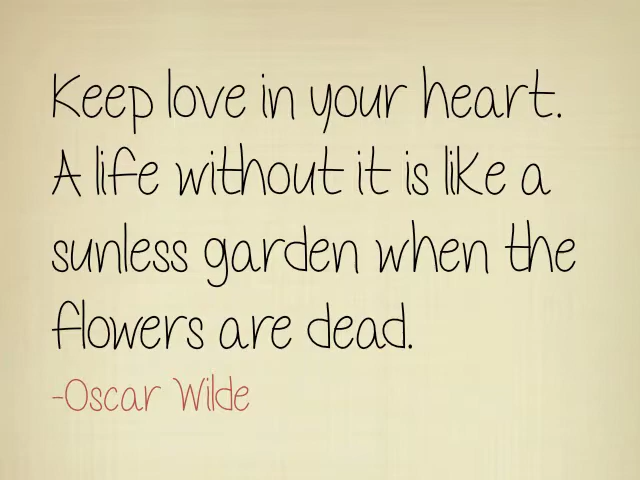 Keep love in your heart.
A life without it is like a
sunless garden when the
flowers are dead.
-Oscar Wilde